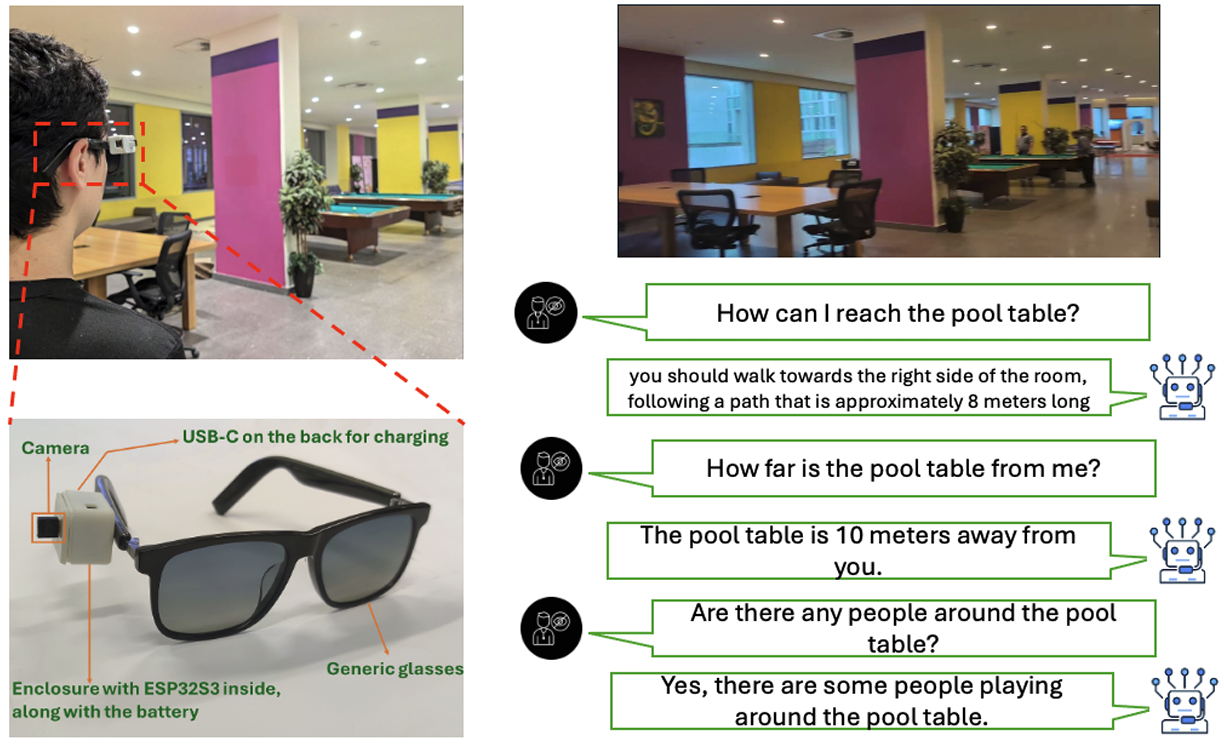 How can I reach the pool table?
you should walk towards the right side of the room,
following a path that is approximately 8 meters long
How far is the pool table from me?
The pool table is 10 meters away from
you.
Are there any people around the pool
table?
Yes, there are some people playing
around the pool table.
Camera
USB-C on the back for charging
Generic glasses
Enclosure with ESP32S3 inside,
along with the battery